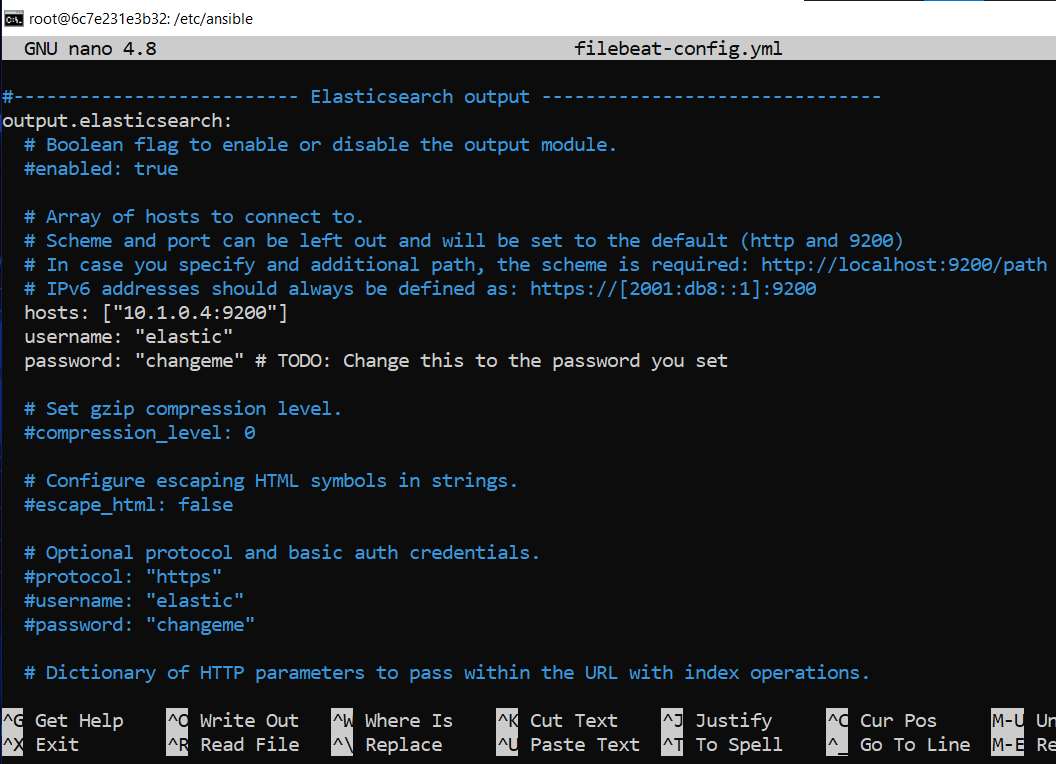 root@6c7e231e3b32: /etc/ansible
GNU nano 4.8 filebeat-config.yml
#-------------------------- Elasticsearch output -------------------------------
output.elasticsearch:
# Boolean flag to enable or disable the output module.
#enabled: true
# Array of hosts to connect to.
# Scheme and port can be left out and will be set to the default (http and 9200)
# In case you specify and additional path, the scheme is required: http://localhost:9200/path
# IPv6 addresses should always be defined as: https://[2001:db8::1]:9200
hosts: ["10.1.0.4:9200"]
username: "elastic"
password: "changeme" # TODO: Change this to the password you set
# Set gzip compression level.
#compression_level: 0
# Configure escaping HTML symbols in strings.
#escape_html: false
# Optional protocol and basic auth credentials.
#protocol: "https"
#username: "elastic"
#password: "changeme"
# Dictionary of HTTP parameters to pass within the URL with index operations.
^G Get Help ^O Write Out ^W Where Is ^K Cut Text ^J Justify ^C Cur Pos M-U Un
^X Exit ^R Read File ^\ Replace ^U Paste Text ^T To Spell ^_ Go To Line M-E Re